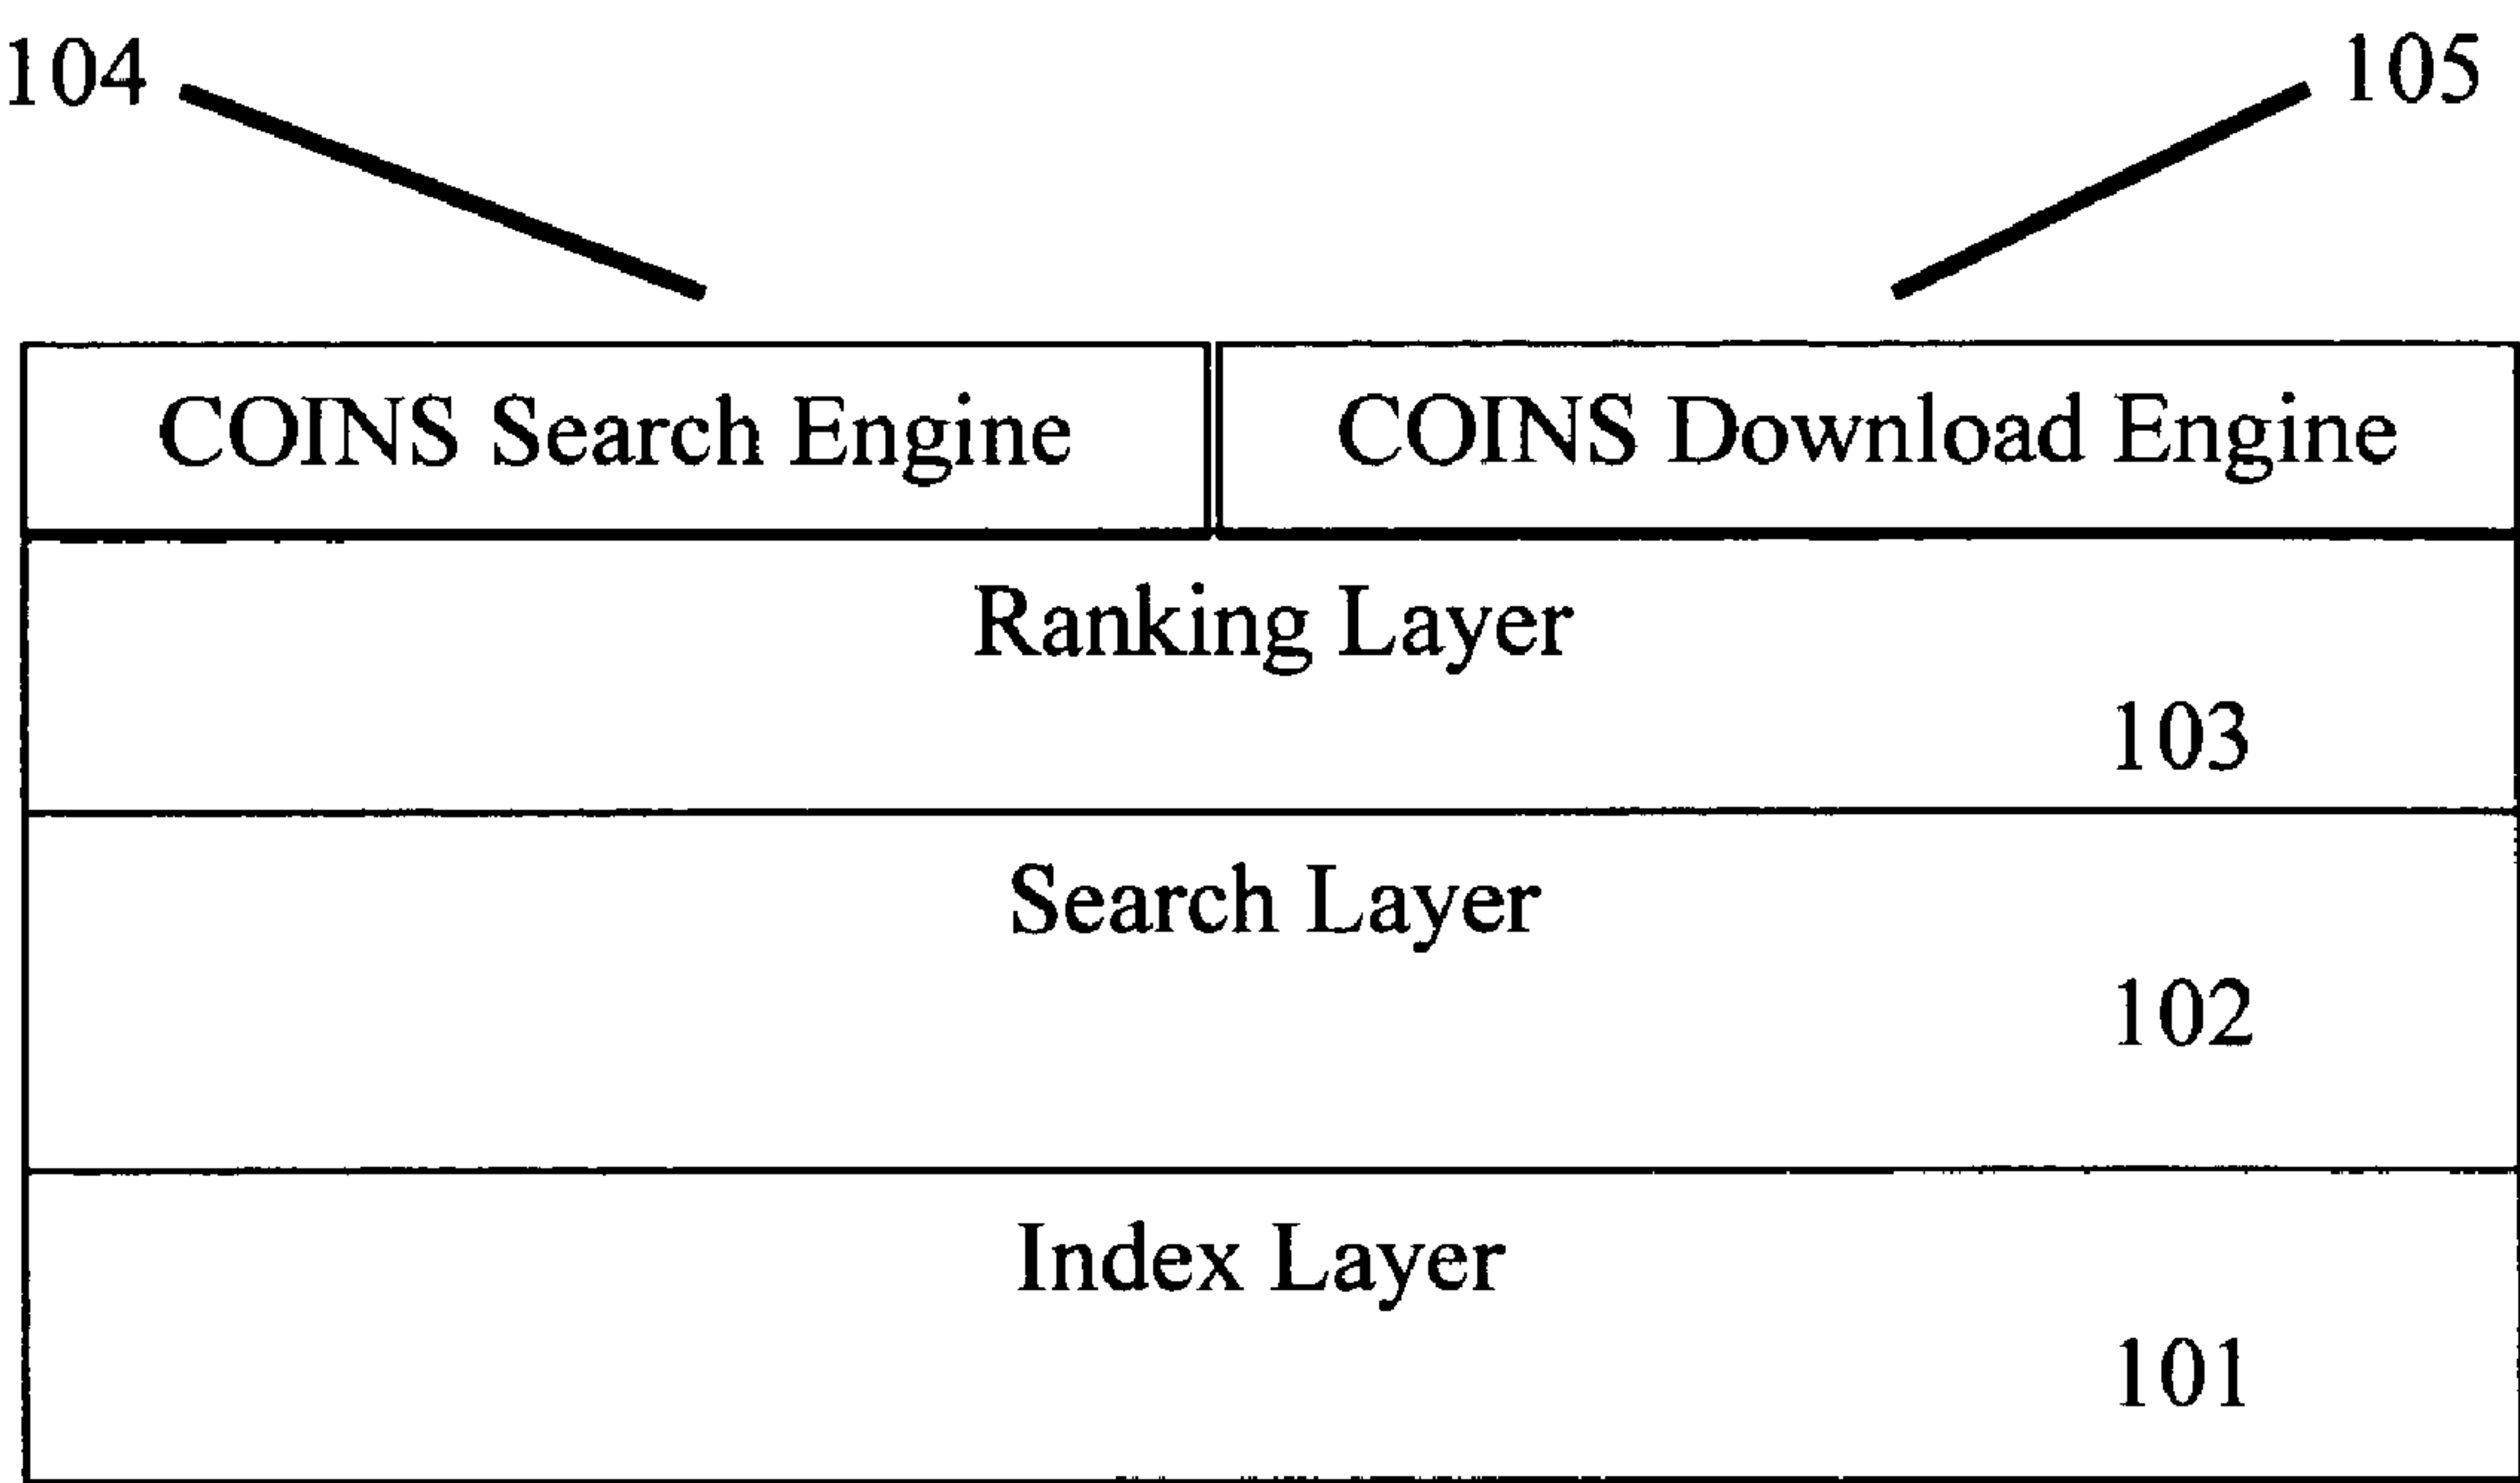 104
105
COINS Search Engine
COINS Download Engine
Ranking Layer
103
Search Layer
102
Index Layer
101